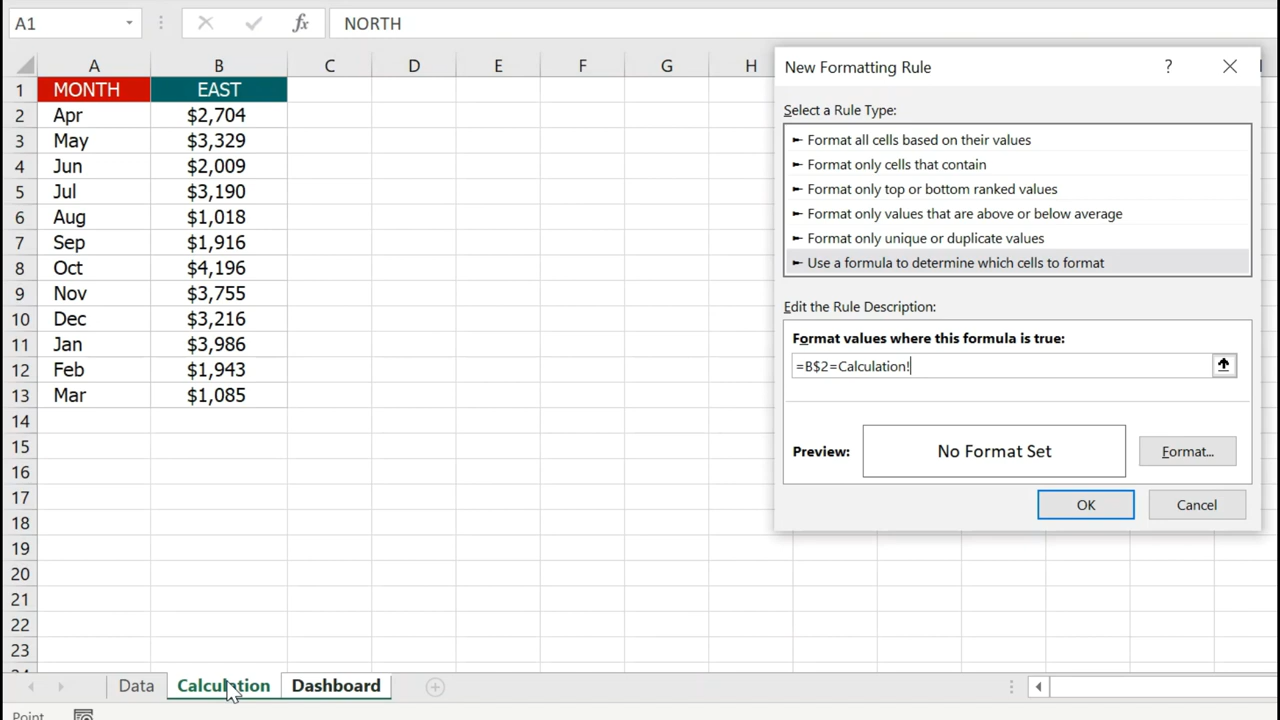 A1
fx
NORTH
A B C D E F G H
1 MONTH EAST
2 Apr $2,704
3 May $3,329
4 Jun $2,009
5 Jul $3,190
6 Aug $1,018
7 Sep $1,916
8 Oct $4,196
9 Nov $3,755
10 Dec $3,216
11 Jan $3,986
12 Feb $1,943
13 Mar $1,085
14
15
16
17
18
19
20
21
22
23
New Formatting Rule
?
Select a Rule Type:
► Format all cells based on their values
► Format only cells that contain
► Format only top or bottom ranked values
► Format only values that are above or below average
► Format only unique or duplicate values
► Use a formula to determine which cells to format
Edit the Rule Description:
Format values where this formula is true:
=B$2=Calculation!
Preview:
No Format Set
Format...
OK
Cancel
Data Calculation Dashboard
Point